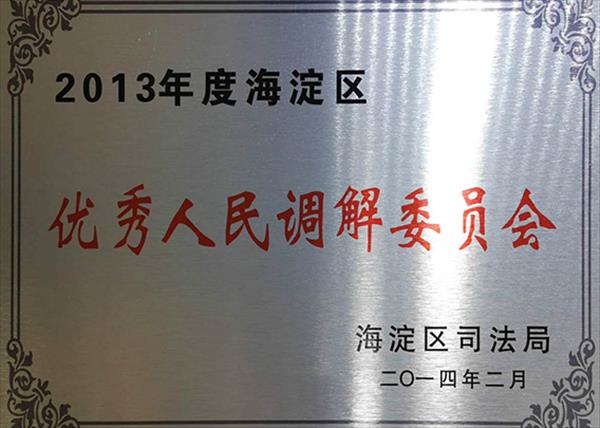 2013年度海淀区
优秀人民调解委员会
海淀区司法局
二〇一四年二月